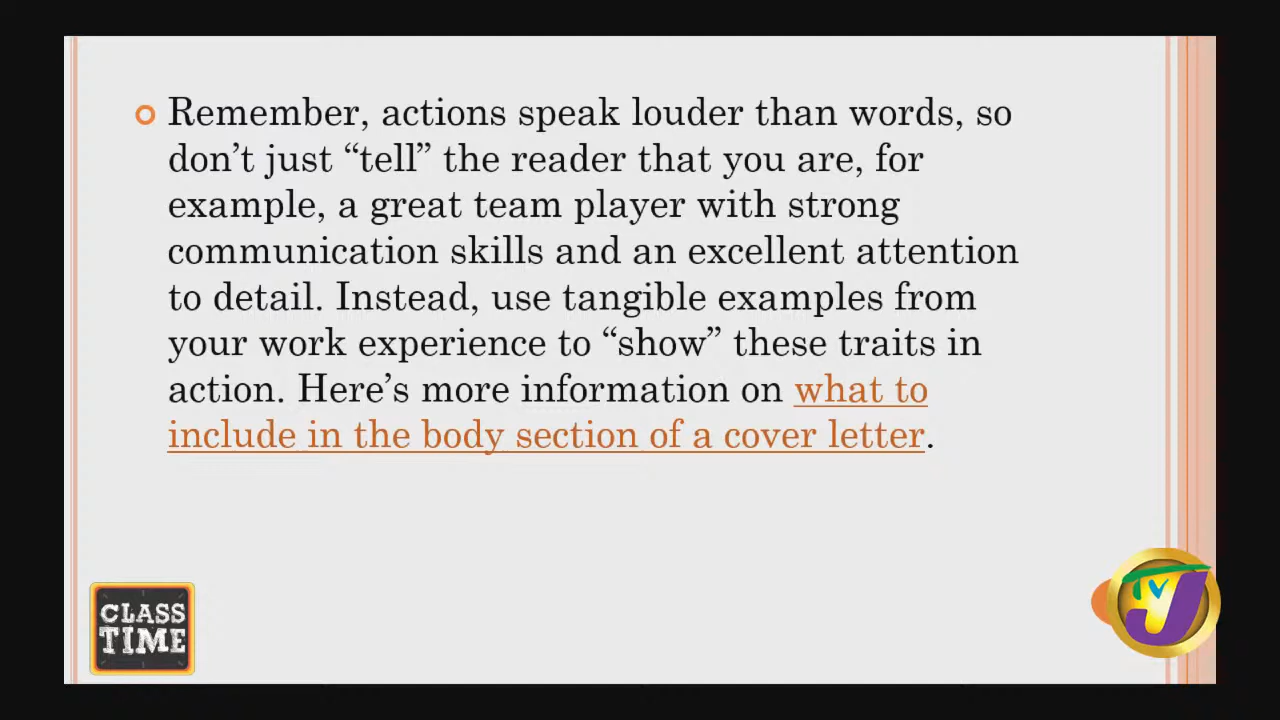 Remember, actions speak louder than words, so
don’t just “tell” the reader that you are, for
example, a great team player with strong
communication skills and an excellent attention
to detail. Instead, use tangible examples from
your work experience to “show” these traits in
action. Here’s more information on what to
include in the body section of a cover letter.
CLASS
TIME
TVJ